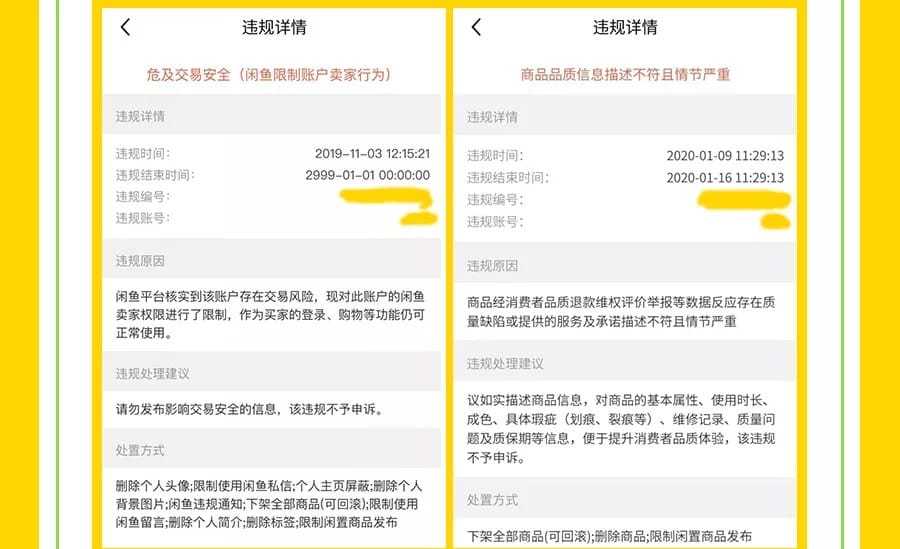 违规详情
危及交易安全（闲鱼限制账户卖家行为）
违规详情
违规时间： 2019-11-03 12:15:21
违规结束时间： 2999-01-01 00:00:00
违规编号：
违规账号：
违规原因
闲鱼平台核实到该账户存在交易风险，现对此账户的闲鱼
卖家权限进行了限制，作为买家的登录、购物等功能仍可
正常使用。
违规处理建议
请勿发布影响交易安全的信息，该违规不予申诉。
处置方式
删除个人头像;限制使用闲鱼私信;个人主页屏蔽;删除个人
背景图片;闲鱼违规通知;下架全部商品(可回滚);限制使用
闲鱼留言;删除个人简介;删除标签;限制闲置商品发布
违规详情
商品品质信息描述不符且情节严重
违规详情
违规时间： 2020-01-09 11:29:13
违规结束时间： 2020-01-16 11:29:13
违规编号：
违规账号：
违规原因
商品经消费者品质退款维权评价举报等数据反应存在质
量缺陷或提供的服务及承诺描述不符且情节严重
违规处理建议
议如实描述商品信息，对商品的基本属性、使用时长、
成色、具体瑕疵（划痕、裂痕等）、维修记录、质量问
题及质保期等信息，便于提升消费者品质体验，该违规
不予申诉。
处置方式
下架全部商品(可回滚);删除商品;限制闲置商品发布